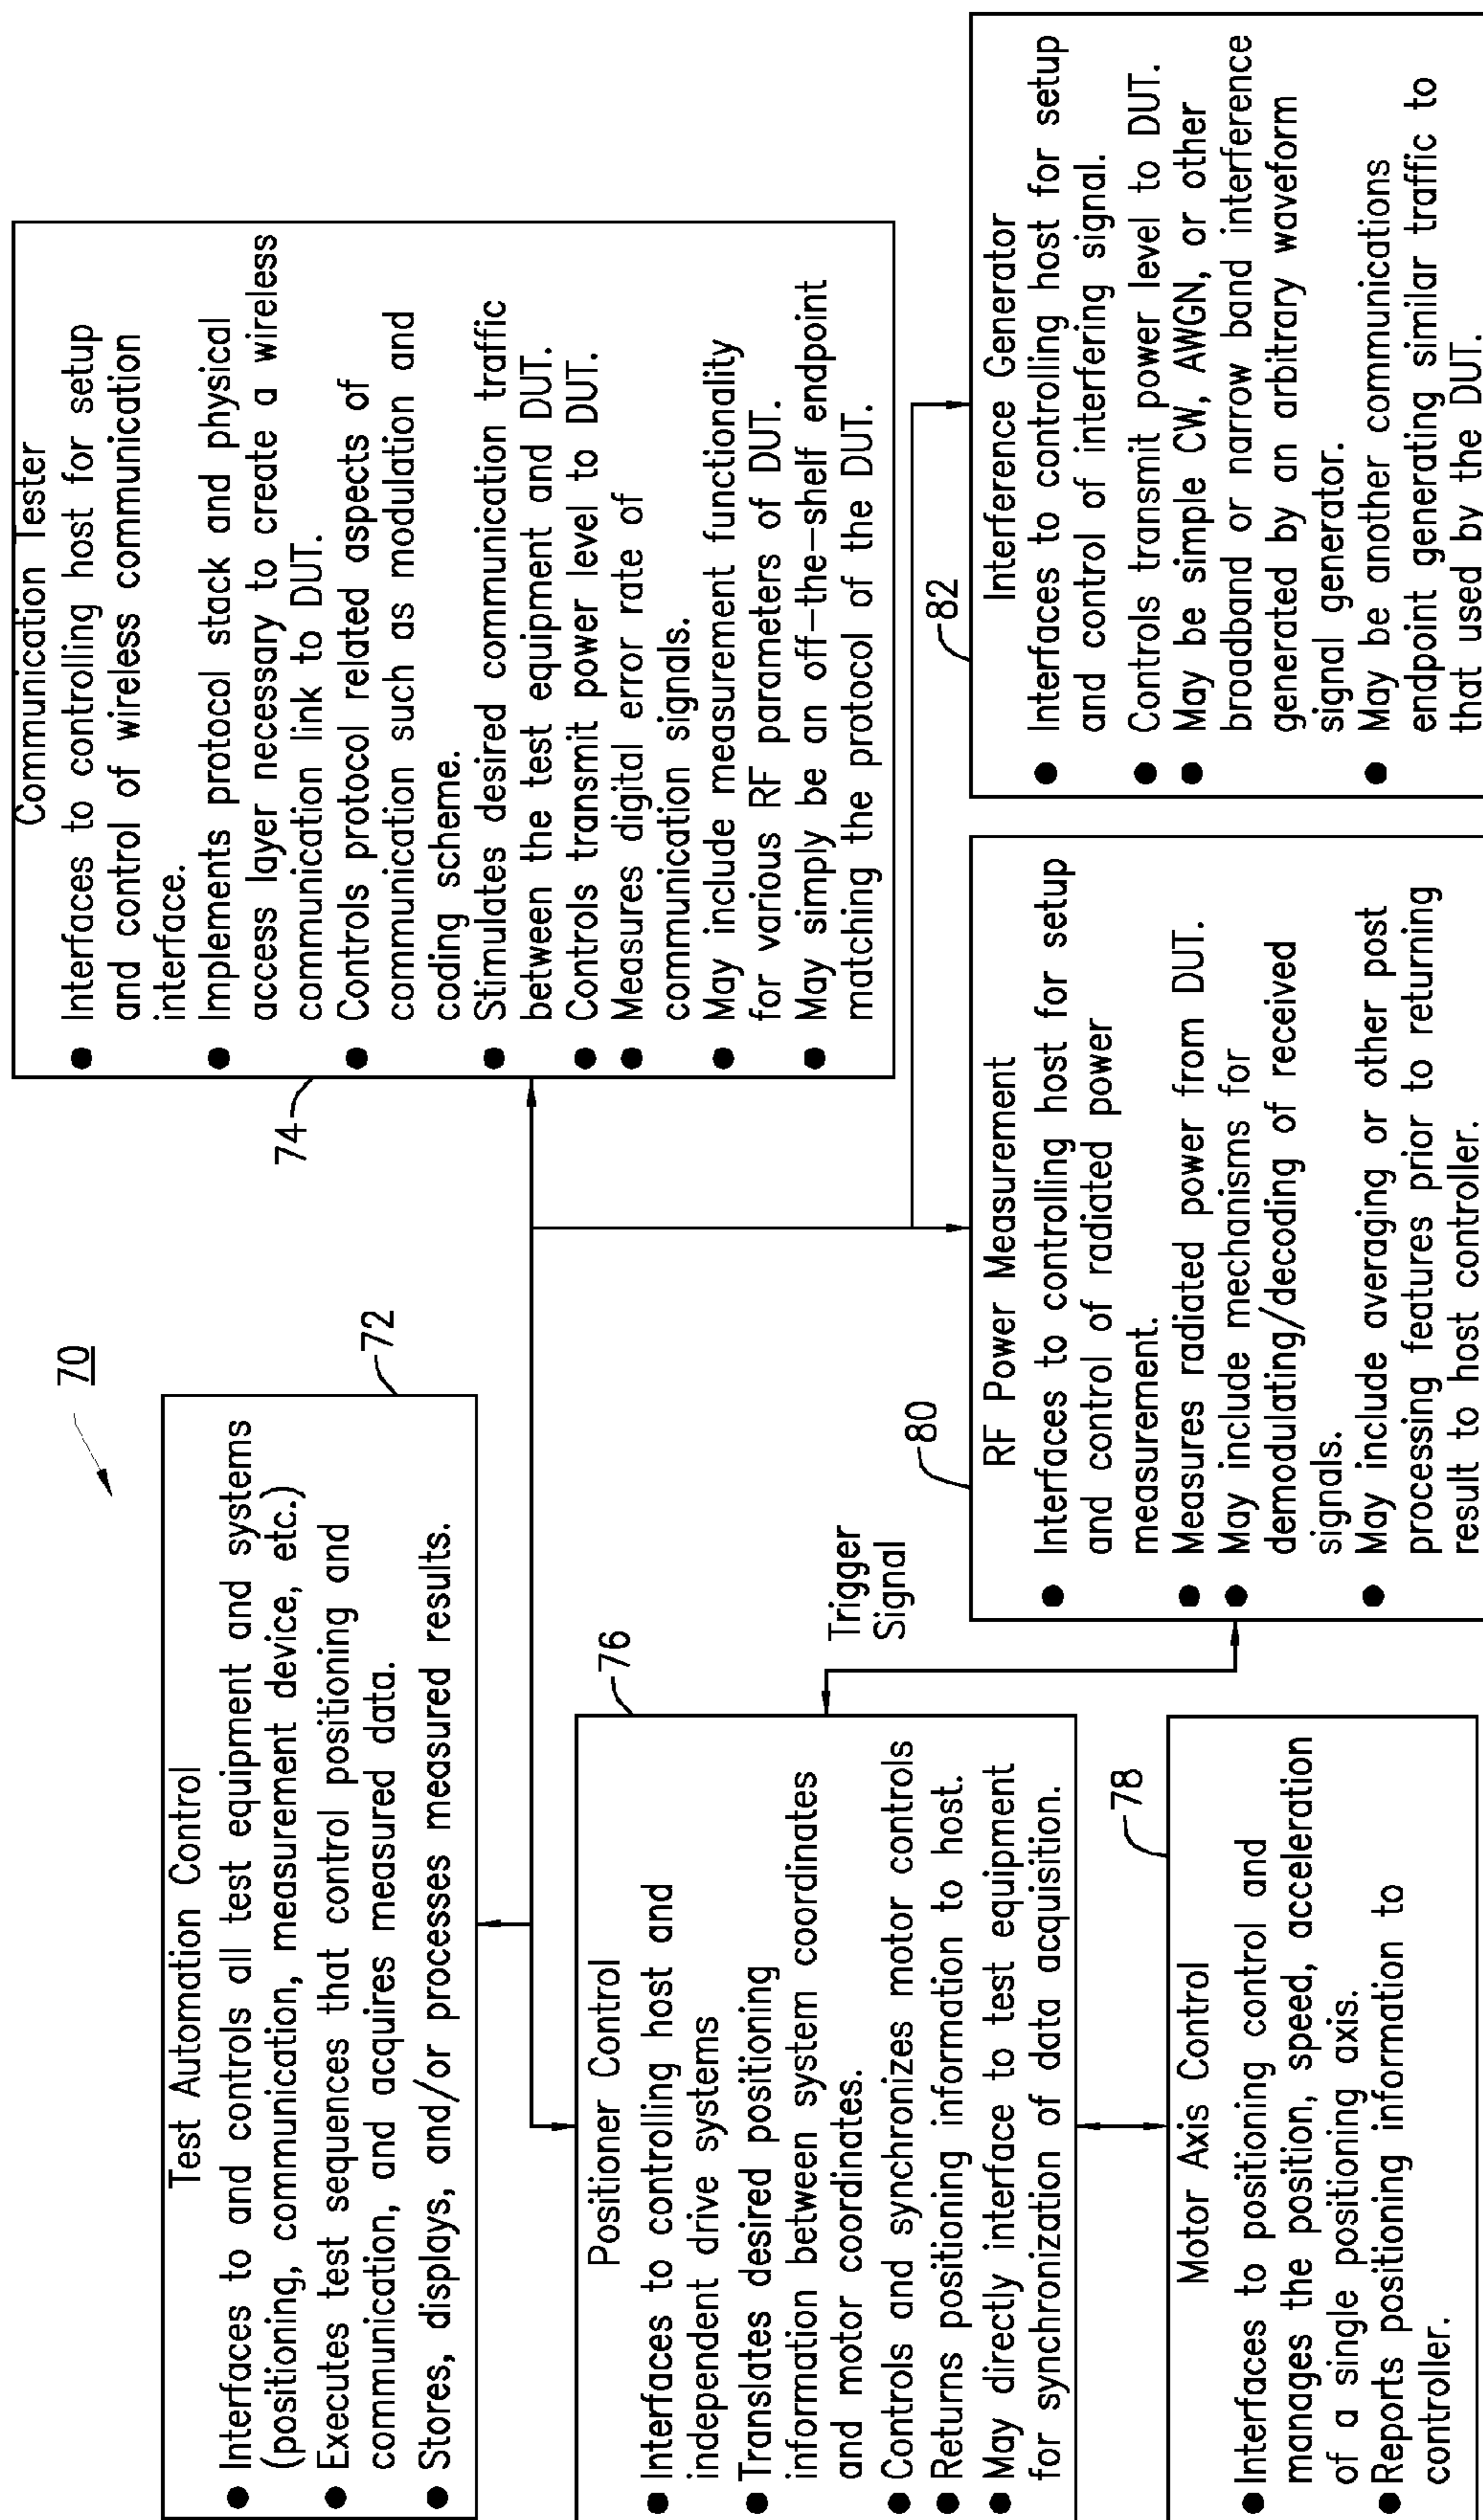 70
Test Automation Control
● Interfaces to and controls all test equipment and systems
(positioning, communication, measurement device, etc.)
● Executes test sequences that control positioning and
communication, and acquires measured data.
● Stores, displays, and/or processes measured results.
72
Communication Tester
● Interfaces to controlling host for setup
and control of wireless communication
interface.
● Implements protocol stack and physical
access layer necessary to create a wireless
communication link to DUT.
● Controls protocol related aspects of
communication such as modulation and
coding scheme.
● Stimulates desired communication traffic
between the test equipment and DUT.
● Controls transmit power level to DUT.
● Measures digital error rate of
communication signals.
● May include measurement functionality
for various RF parameters of DUT.
● May simply be an off-the-shelf endpoint
matching the protocol of the DUT.
74
Positioner Control
● Interfaces to controlling host and
independent drive systems
● Translates desired positioning
information between system coordinates
and motor coordinates.
● Controls and synchronizes motor controls
● Returns positioning information to host.
● May directly interface to test equipment
for synchronization of data acquisition.
76
Trigger
Signal
Motor Axis Control
● Interfaces to positioning control and
manages the position, speed, acceleration
of a single positioning axis.
● Reports positioning information to
controller.
78
RF Power Measurement
● Interfaces to controlling host for setup
and control of radiated power
measurement.
● Measures radiated power from DUT.
● May include mechanisms for
demodulating/decoding of received
signals.
● May include averaging or other post
processing features prior to returning
result to host controller.
80
Interference Generator
● Interfaces to controlling host for setup
and control of interfering signal.
● Controls transmit power level to DUT.
● May be simple CW, AWGN, or other
broadband or narrow band interference
generated by an arbitrary waveform
signal generator.
● May be another communications
endpoint generating similar traffic to
that used by the DUT.
82